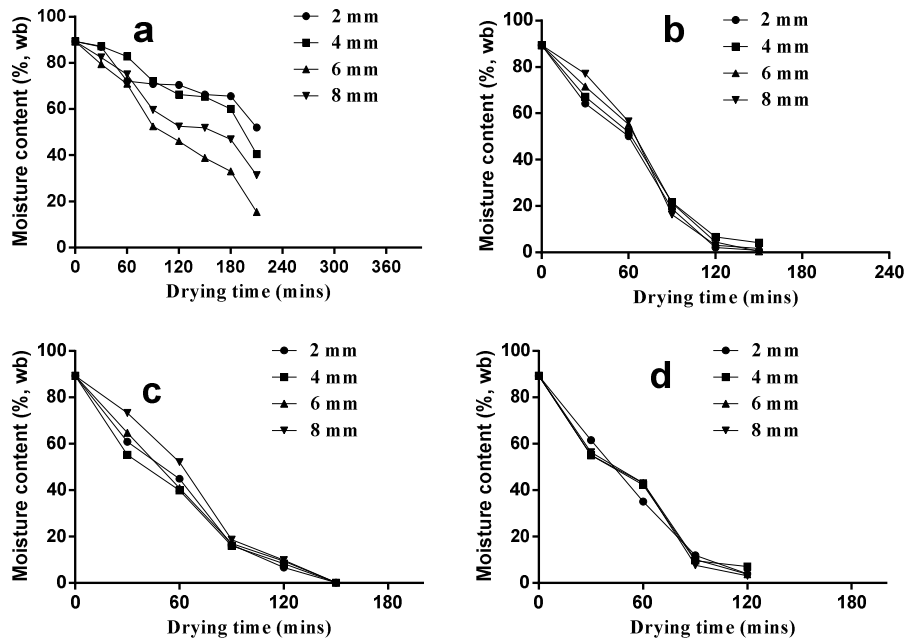 a
2 mm
4 mm
6 mm
8 mm
Moisture content (%, wb)
100
80
60
40
20
0
0 60 120 180 240 300 360
Drying time (mins)
b
2 mm
4 mm
6 mm
8 mm
Moisture content (%, wb)
100
80
60
40
20
0
0 60 120 180 240
Drying time (mins)
c
2 mm
4 mm
6 mm
8 mm
Moisture content (%, wb)
100
80
60
40
20
0
0 60 120 180
Drying time (mins)
d
2 mm
4 mm
6 mm
8 mm
Moisture content (%, wb)
100
80
60
40
20
0
0 60 120 180
Drying time (mins)